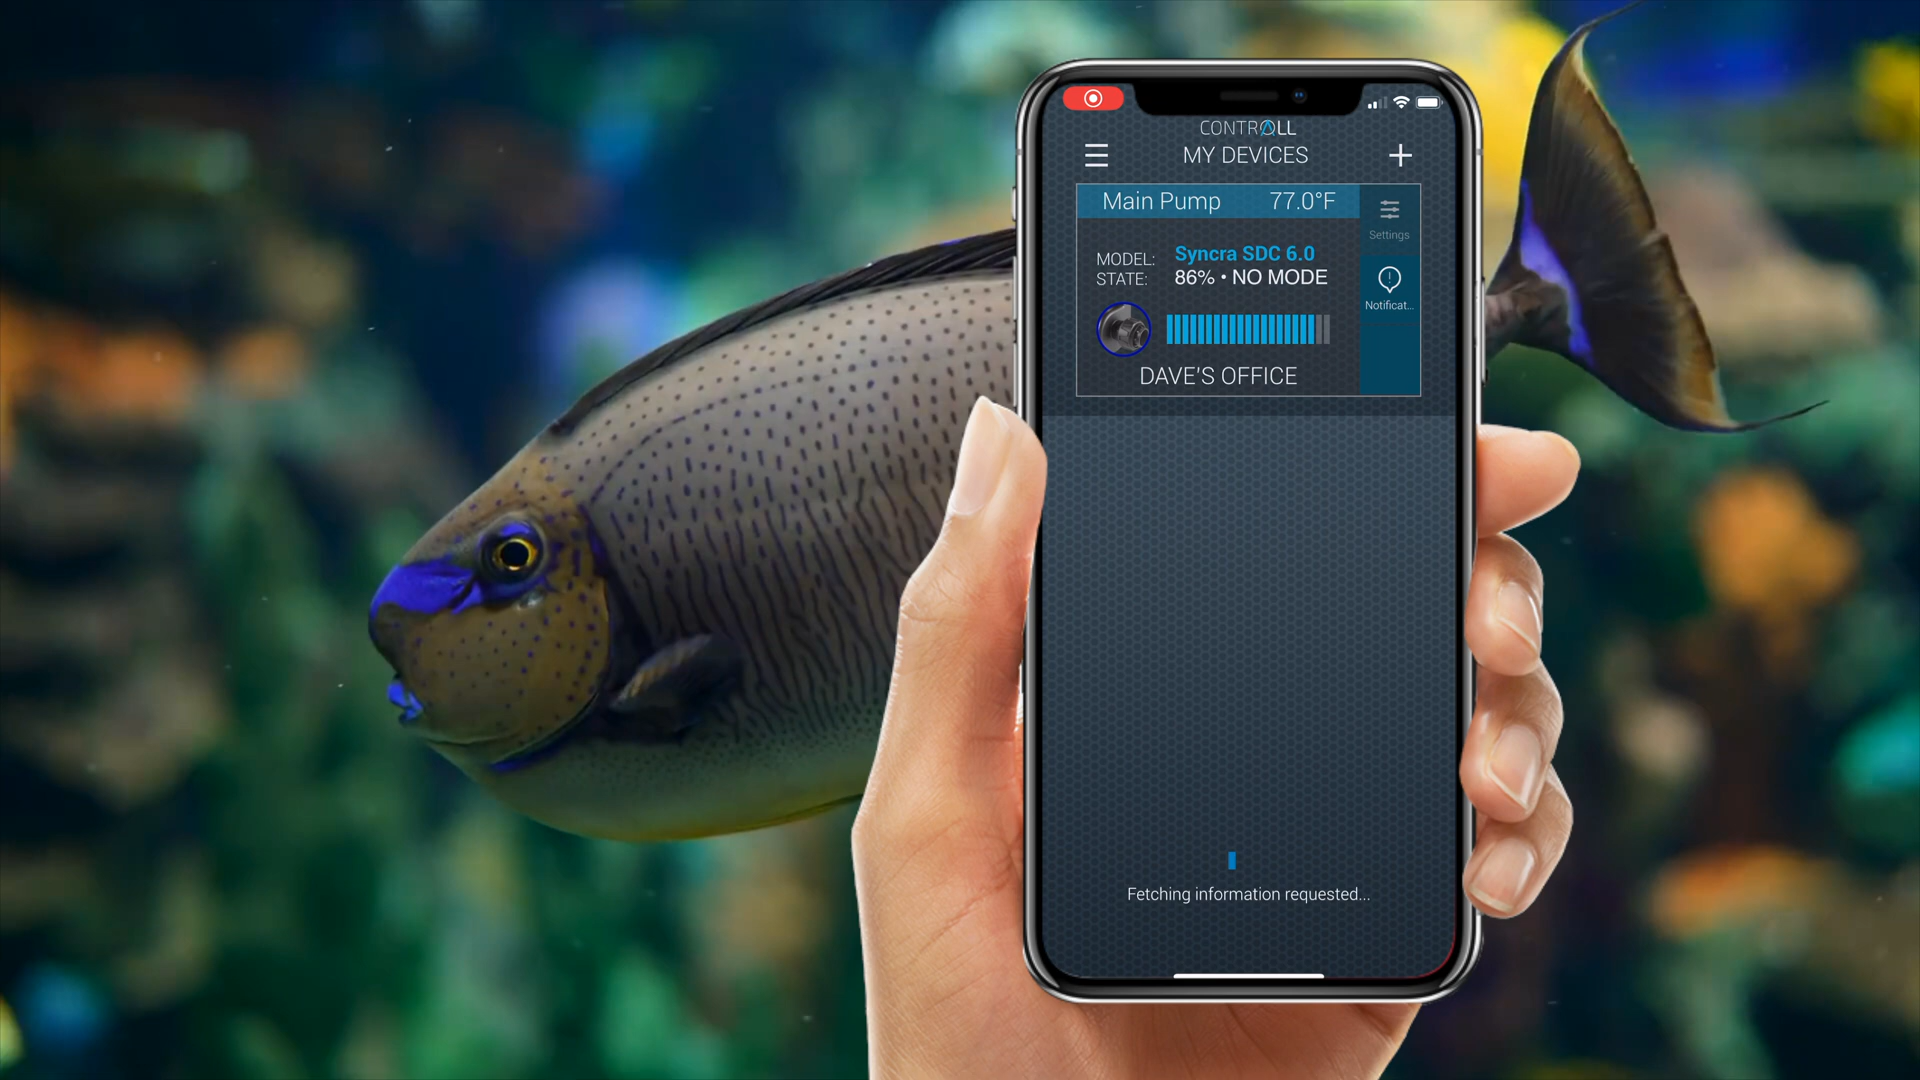 CONTROLL
MY DEVICES
Main Pump 77.0°F
Settings
MODEL: Syncra SDC 6.0
STATE: 86% • NO MODE
Notificat...
DAVE'S OFFICE
Fetching information requested...